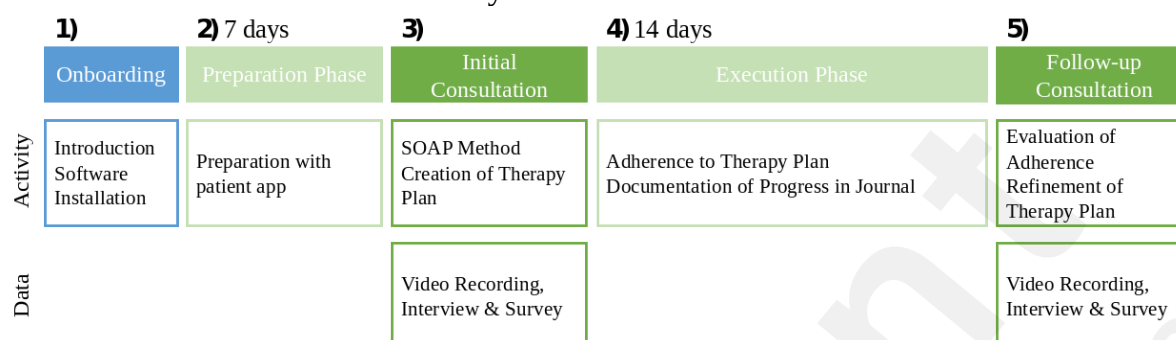 1)
2) 7 days
3)
4) 14 days
5)
Onboarding
Preparation Phase
Initial
Consultation
Execution Phase
Follow-up
Consultation
Activity
Introduction
Software
Installation
Preparation with
patient app
SOAP Method
Creation of Therapy
Plan
Adherence to Therapy Plan
Documentation of Progress in Journal
Evaluation of
Adherence
Refinement of
Therapy Plan
Data
Video Recording,
Interview & Survey
Video Recording,
Interview & Survey